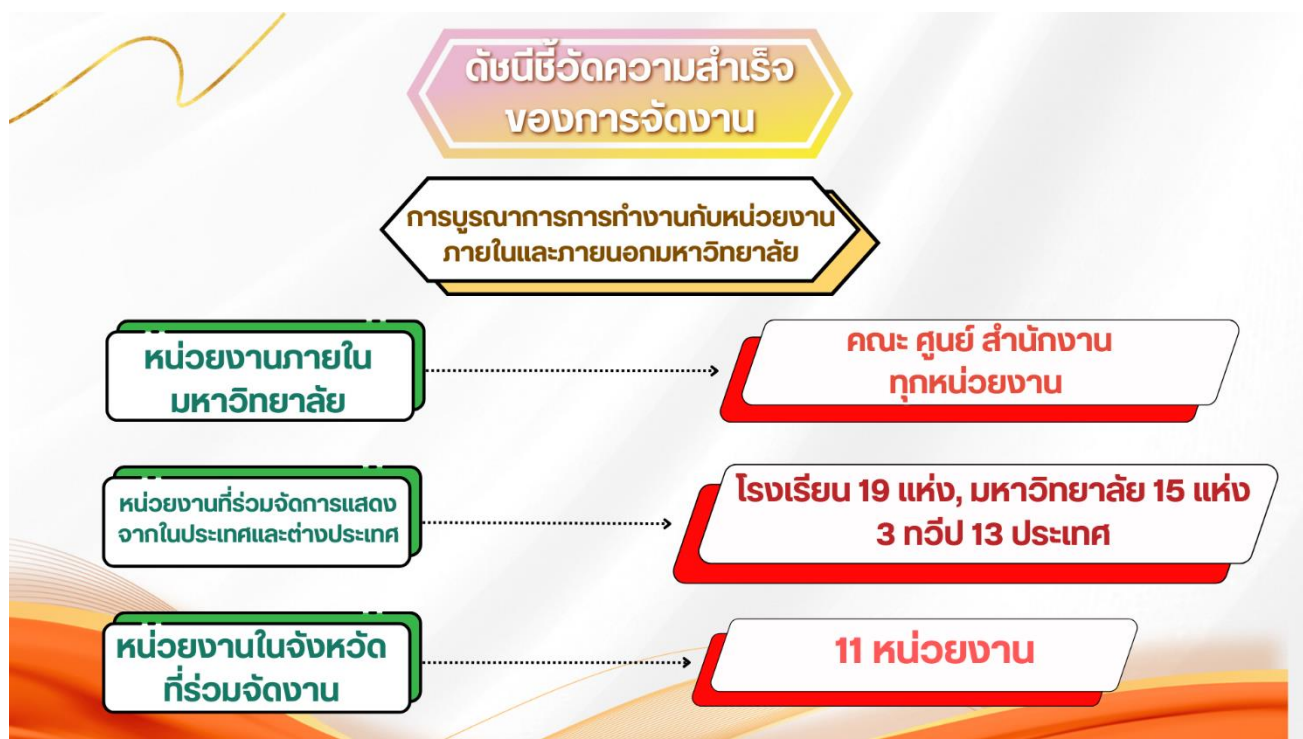 ดัชนีชี้วัดความสำเร็จ
ของการจัดงาน
การบูรณาการการทำงานกับหน่วยงาน
ภายในและภายนอกมหาวิทยาลัย
หน่วยงานภายใน
มหาวิทยาลัย
คณะ ศูนย์ สำนักงาน
ทุกหน่วยงาน
หน่วยงานที่ร่วมจัดการแสดง
จากในประเทศและต่างประเทศ
โรงเรียน 19 แห่ง, มหาวิทยาลัย 15 แห่ง
3 ทวีป 13 ประเทศ
หน่วยงานในจังหวัด
ที่ร่วมจัดงาน
11 หน่วยงาน